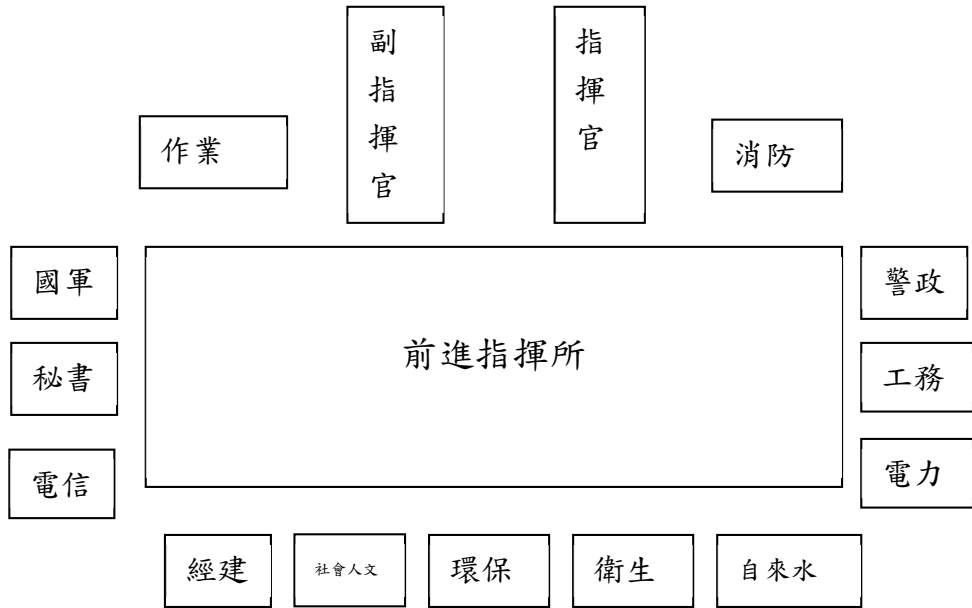 副指揮官
指揮官
作業
消防
國軍
警政
前進指揮所
秘書
工務
電信
電力
經建
社會人文
環保
衛生
自來水